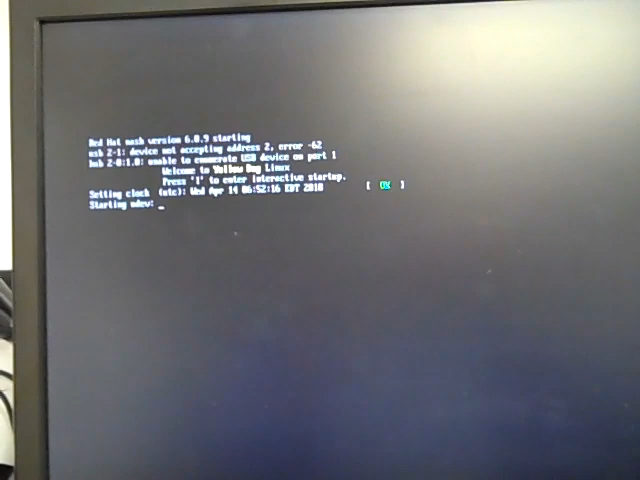 Red Hat nash version 6.0.9 starting
usb 2-1: device not accepting address 2, error -62
hub 2-0:1.0: unable to enumerate USB device on port 1
Welcome to Yellow Dog Linux
Press 'I' to enter interactive startup.
Setting clock (utc): Wed Apr 14 06:52:16 EDT 2010 [ OK ]
Starting udev: _